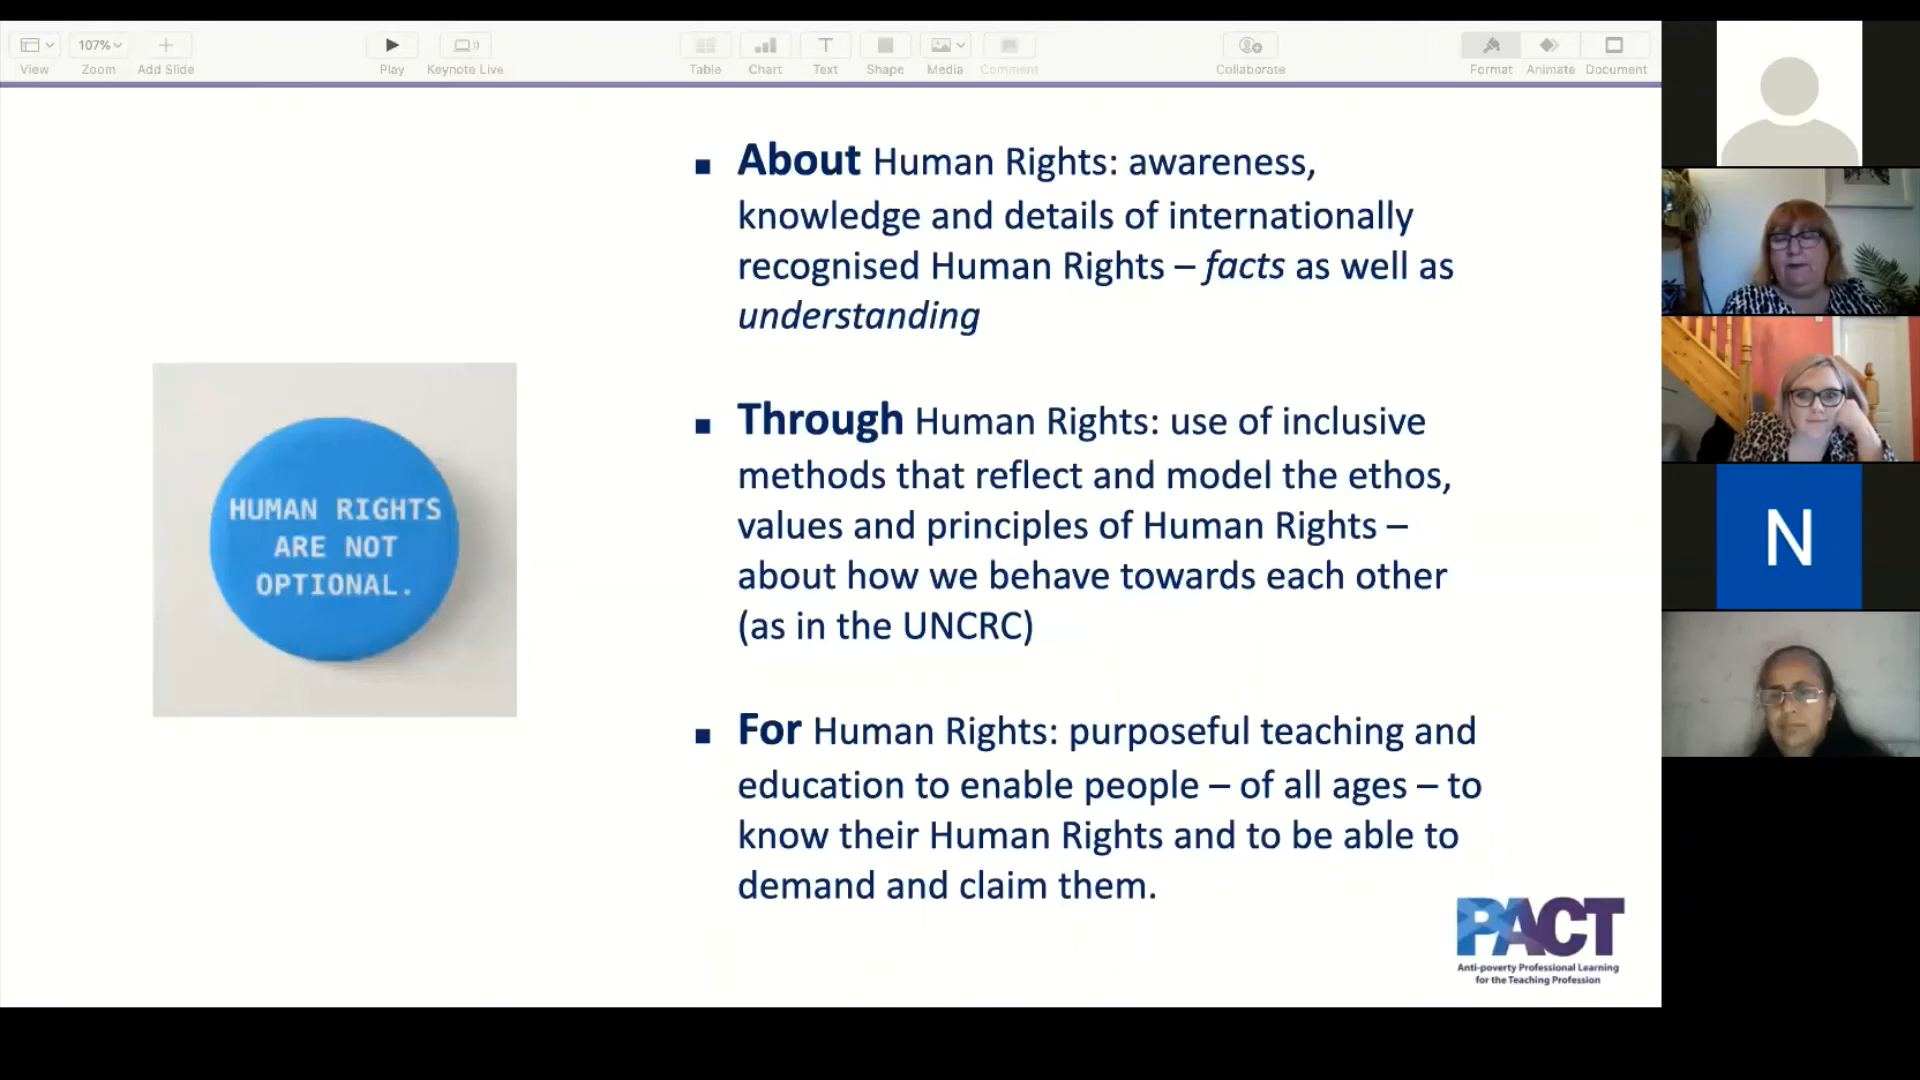 107%
View
Zoom
Add Slide
Play
Keynote Live
Table
Chart
Text
Shape
Media
Comment
Collaborate
Format
Animate
Document
T
■ About Human Rights: awareness,
knowledge and details of internationally
recognised Human Rights – facts as well as
understanding
HUMAN RIGHTS
ARE NOT
OPTIONAL.
■ Through Human Rights: use of inclusive
methods that reflect and model the ethos,
values and principles of Human Rights –
about how we behave towards each other
(as in the UNCRC)
■ For Human Rights: purposeful teaching and
education to enable people – of all ages – to
know their Human Rights and to be able to
demand and claim them.
PACT
Anti-poverty Professional Learning
for the Teaching Profession
N